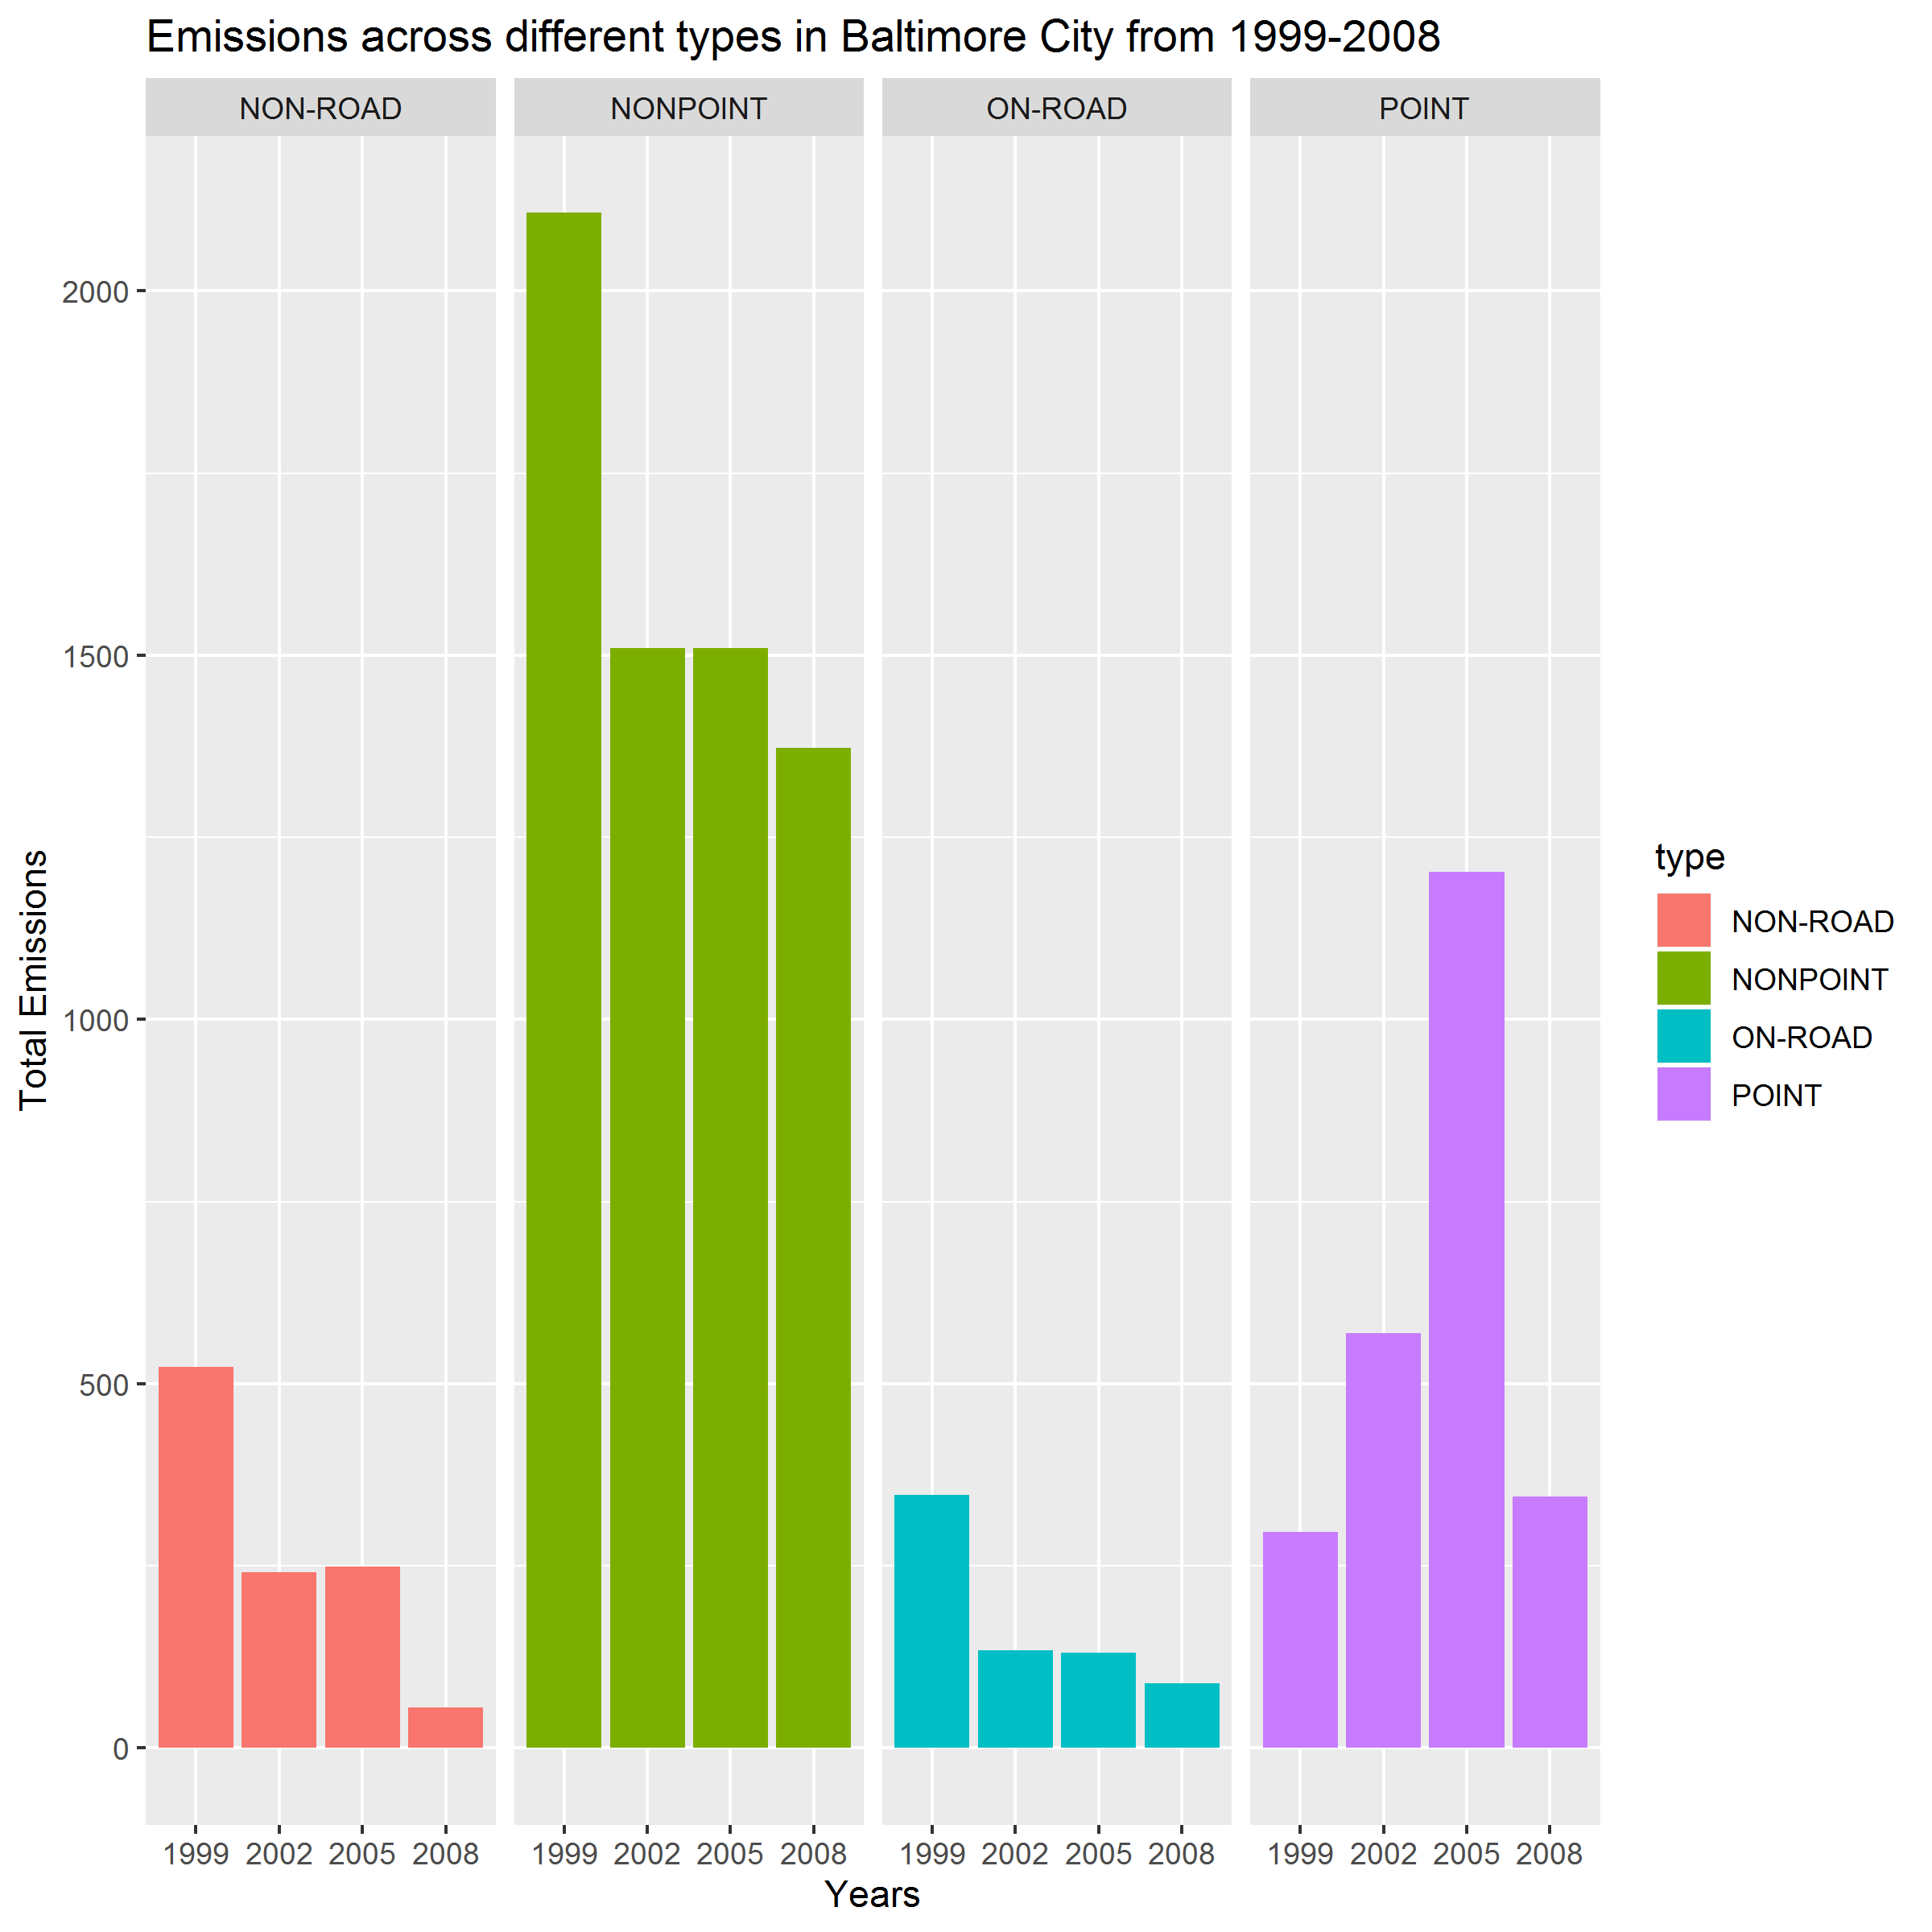 Emissions across different types in Baltimore City from 1999-2008
NON-ROAD NONPOINT ON-ROAD POINT
2000
1500
1000
500
0
Total Emissions
1999 2002 2005 2008 1999 2002 2005 2008 1999 2002 2005 2008 1999 2002 2005 2008
Years
type
NON-ROAD
NONPOINT
ON-ROAD
POINT